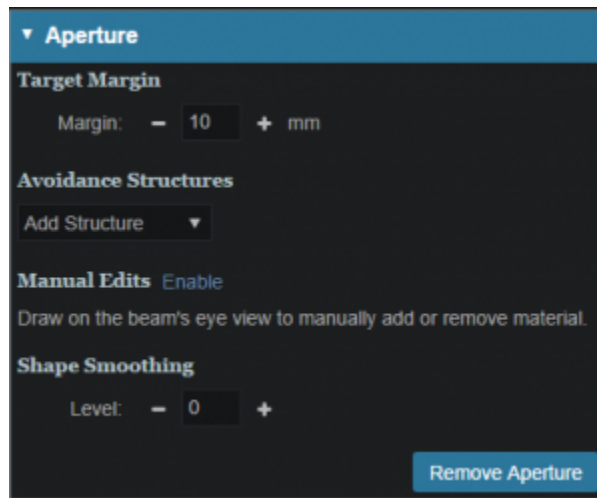 Aperture
Target Margin
Margin: − 10 + mm
Avoidance Structures
Add Structure
Manual Edits Enable
Draw on the beam's eye view to manually add or remove material.
Shape Smoothing
Level: − 0 +
Remove Aperture